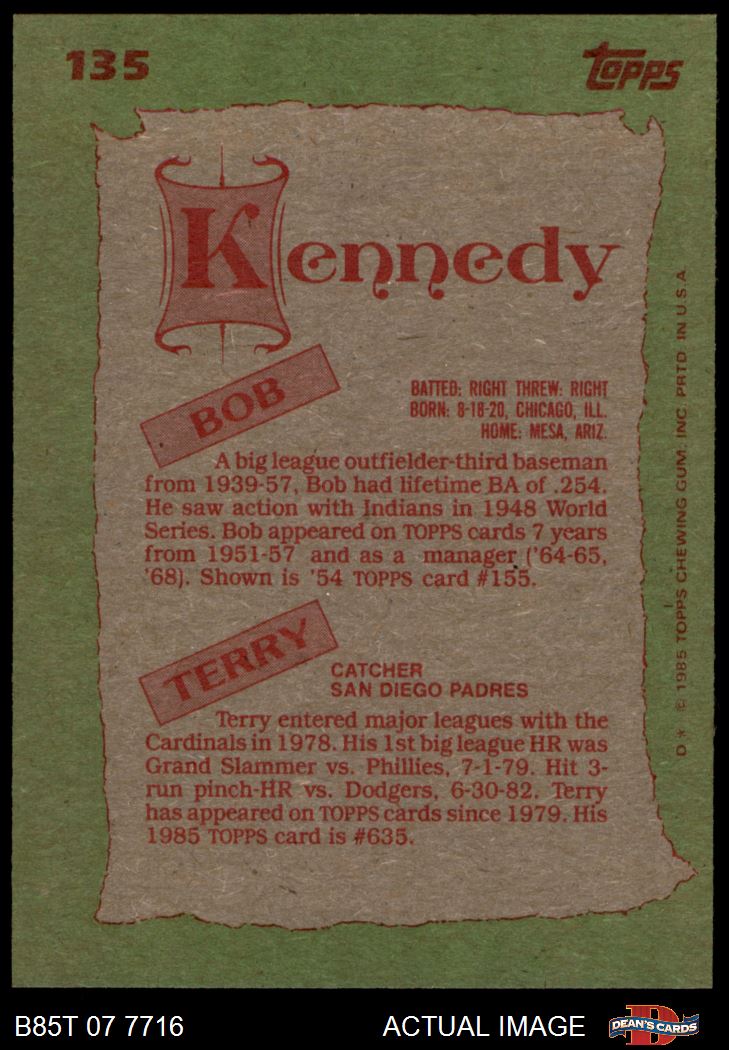 135
TOPPS
Kennedy
BOB
BATTED: RIGHT THREW: RIGHT
BORN: 8-18-20, CHICAGO, ILL.
HOME: MESA, ARIZ.
A big league outfielder-third baseman
from 1939-57, Bob had lifetime BA of .254.
He saw action with Indians in 1948 World
Series. Bob appeared on TOPPS cards 7 years
from 1951-57 and as a manager ('64-65,
'68). Shown is '54 TOPPS card #155.
TERRY
CATCHER
SAN DIEGO PADRES
Terry entered major leagues with the
Cardinals in 1978. His 1st big league HR was
Grand Slammer vs. Phillies, 7-1-79. Hit 3-
run pinch-HR vs. Dodgers, 6-30-82. Terry
has appeared on TOPPS cards since 1979. His
1985 TOPPS card is #635.
D* © 1985 TOPPS CHEWING GUM. INC. PRTD. IN U.S.A.
B85T 07 7716
ACTUAL IMAGE
D
DEAN'S CARDS